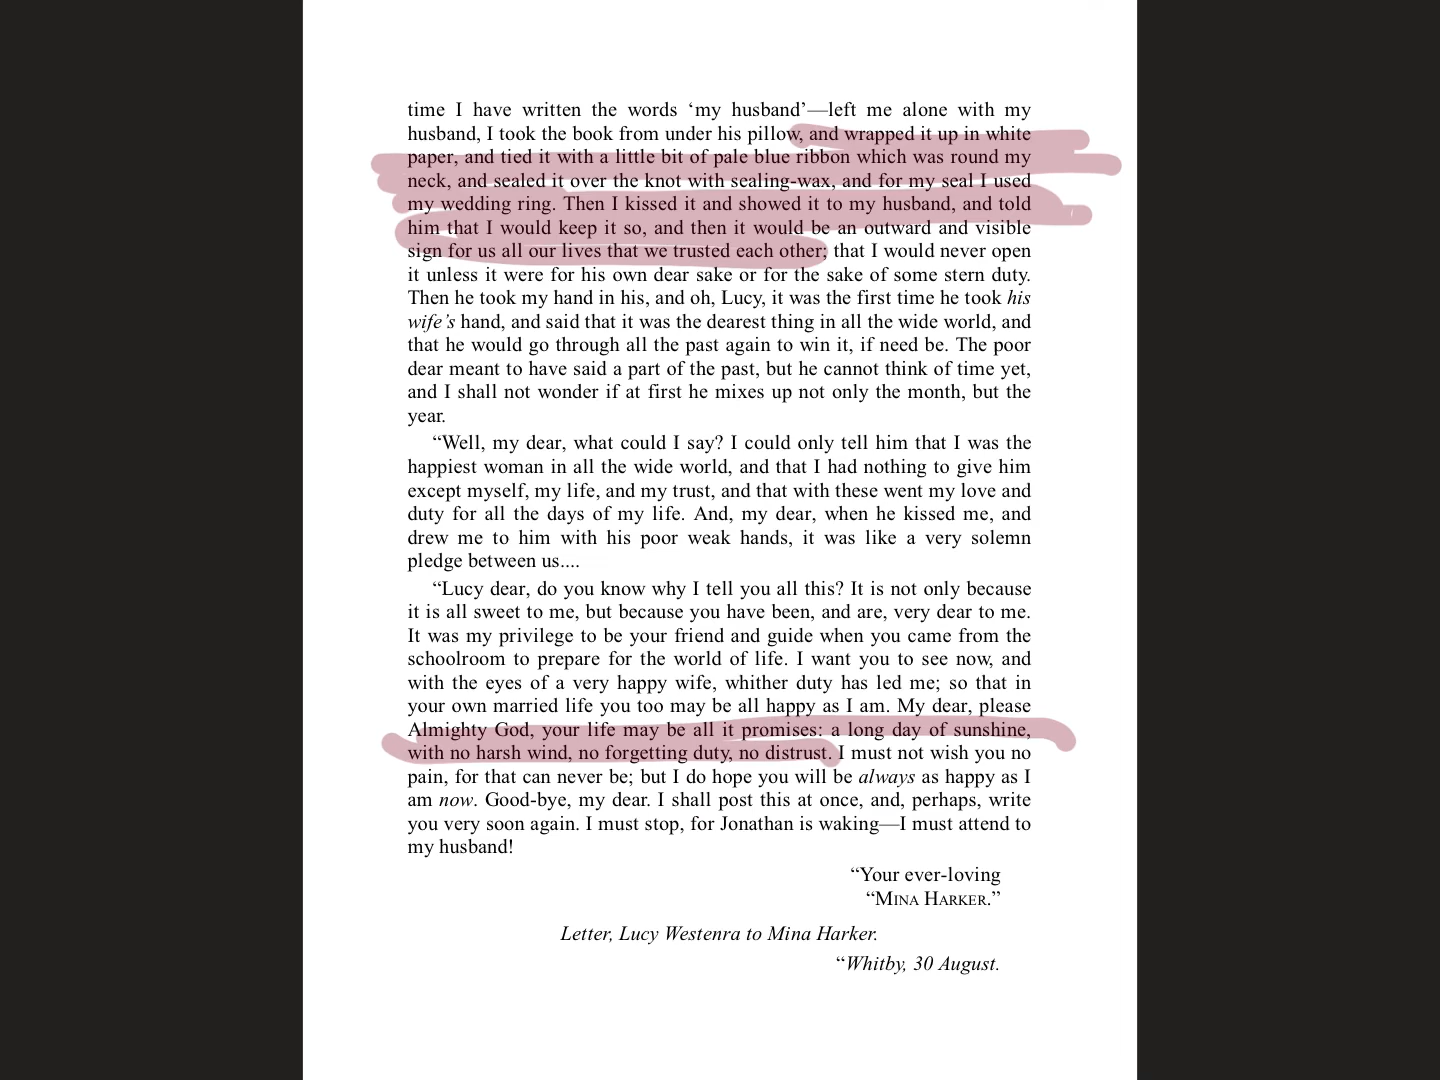 time I have written the words ‘my husband’—left me alone with my
husband, I took the book from under his pillow, and wrapped it up in white
paper, and tied it with a little bit of pale blue ribbon which was round my
neck, and sealed it over the knot with sealing-wax, and for my seal I used
my wedding ring. Then I kissed it and showed it to my husband, and told
him that I would keep it so, and then it would be an outward and visible
sign for us all our lives that we trusted each other; that I would never open
it unless it were for his own dear sake or for the sake of some stern duty.
Then he took my hand in his, and oh, Lucy, it was the first time he took his
wife’s hand, and said that it was the dearest thing in all the wide world, and
that he would go through all the past again to win it, if need be. The poor
dear meant to have said a part of the past, but he cannot think of time yet,
and I shall not wonder if at first he mixes up not only the month, but the
year.
“Well, my dear, what could I say? I could only tell him that I was the
happiest woman in all the wide world, and that I had nothing to give him
except myself, my life, and my trust, and that with these went my love and
duty for all the days of my life. And, my dear, when he kissed me, and
drew me to him with his poor weak hands, it was like a very solemn
pledge between us....
“Lucy dear, do you know why I tell you all this? It is not only because
it is all sweet to me, but because you have been, and are, very dear to me.
It was my privilege to be your friend and guide when you came from the
schoolroom to prepare for the world of life. I want you to see now, and
with the eyes of a very happy wife, whither duty has led me; so that in
your own married life you too may be all happy as I am. My dear, please
Almighty God, your life may be all it promises: a long day of sunshine,
with no harsh wind, no forgetting duty, no distrust. I must not wish you no
pain, for that can never be; but I do hope you will be always as happy as I
am now. Good-bye, my dear. I shall post this at once, and, perhaps, write
you very soon again. I must stop, for Jonathan is waking—I must attend to
my husband!
“Your ever-loving
“MINA HARKER.”
Letter, Lucy Westenra to Mina Harker.
“Whitby, 30 August.